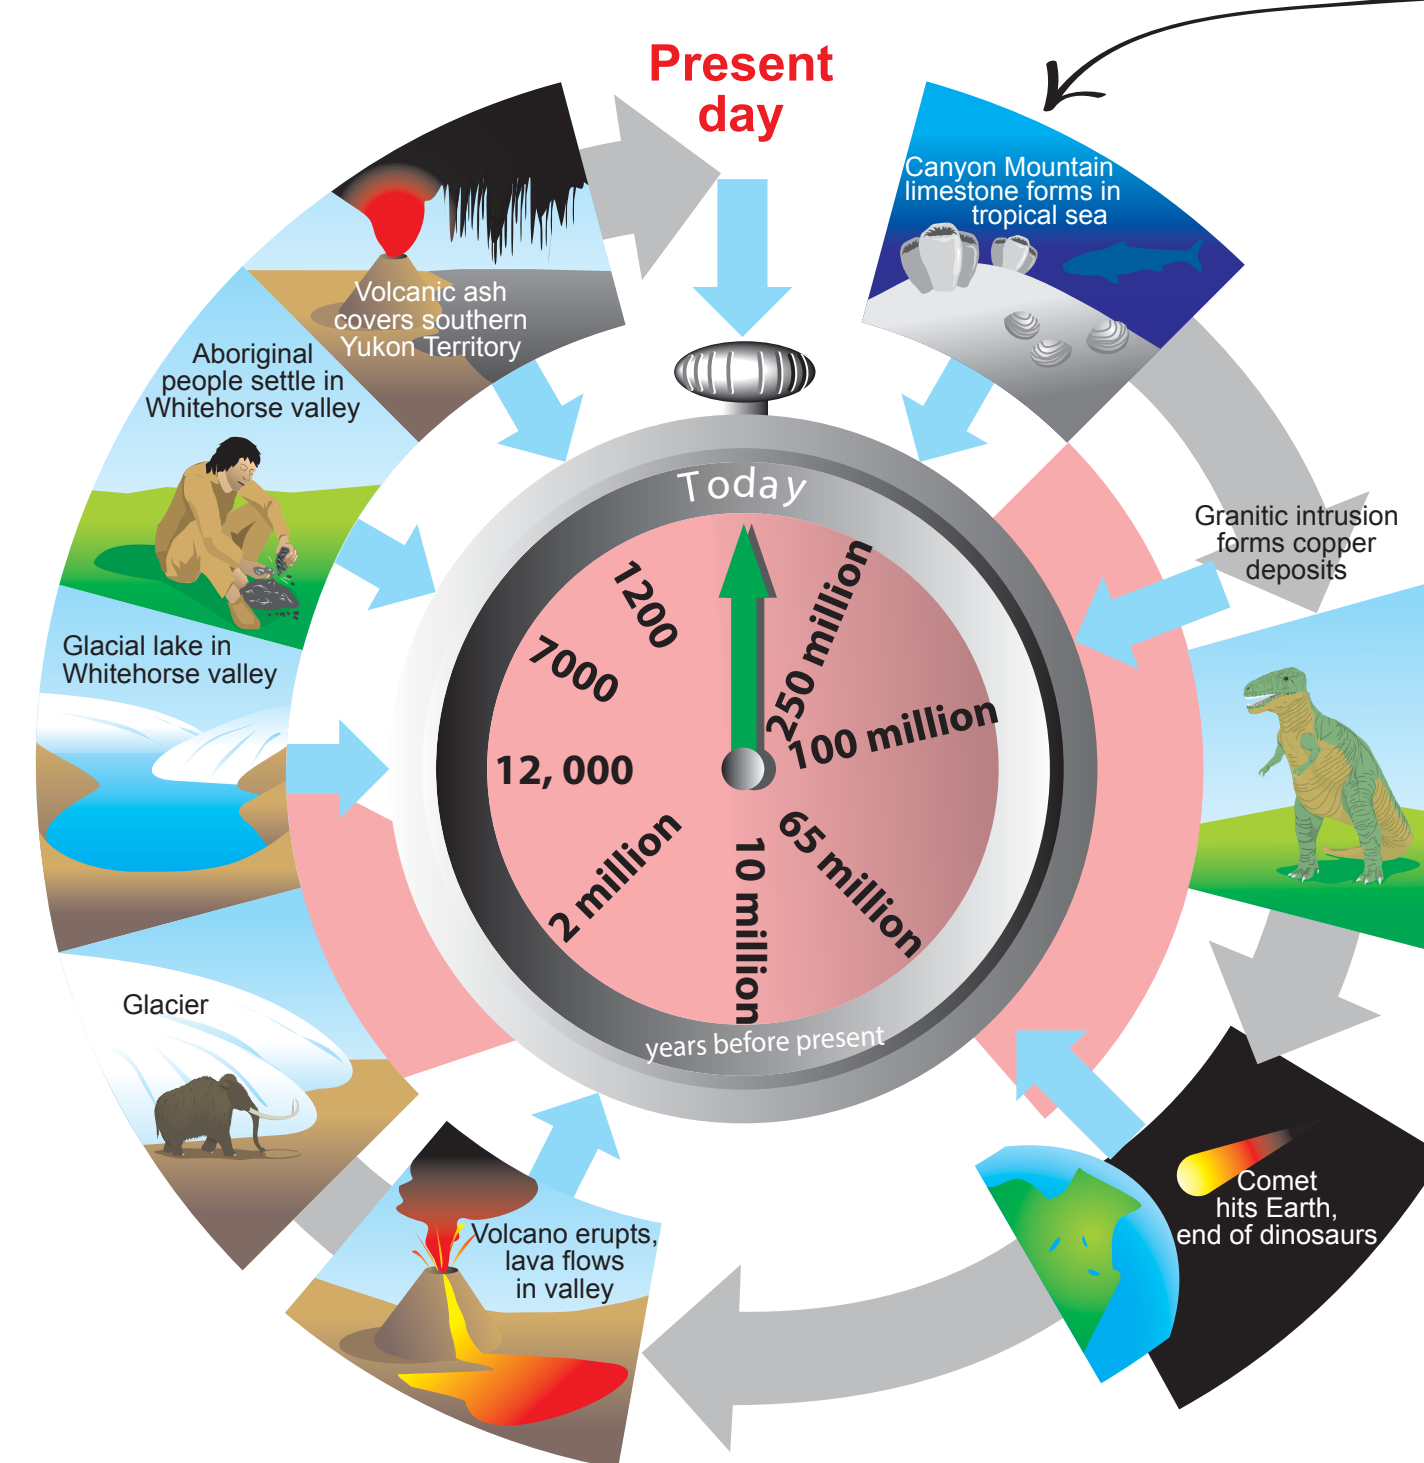 Present
day
Canyon Mountain
limestone forms in
tropical sea
Granitic intrusion
forms copper
deposits
Comet
hits Earth,
end of dinosaurs
Volcano erupts,
lava flows
in valley
Glacier
Glacial lake in
Whitehorse valley
Aboriginal
people settle in
Whitehorse valley
Volcanic ash
covers southern
Yukon Territory
Today
250 million
100 million
65 million
10 million
2 million
12, 000
7000
1200
years before present